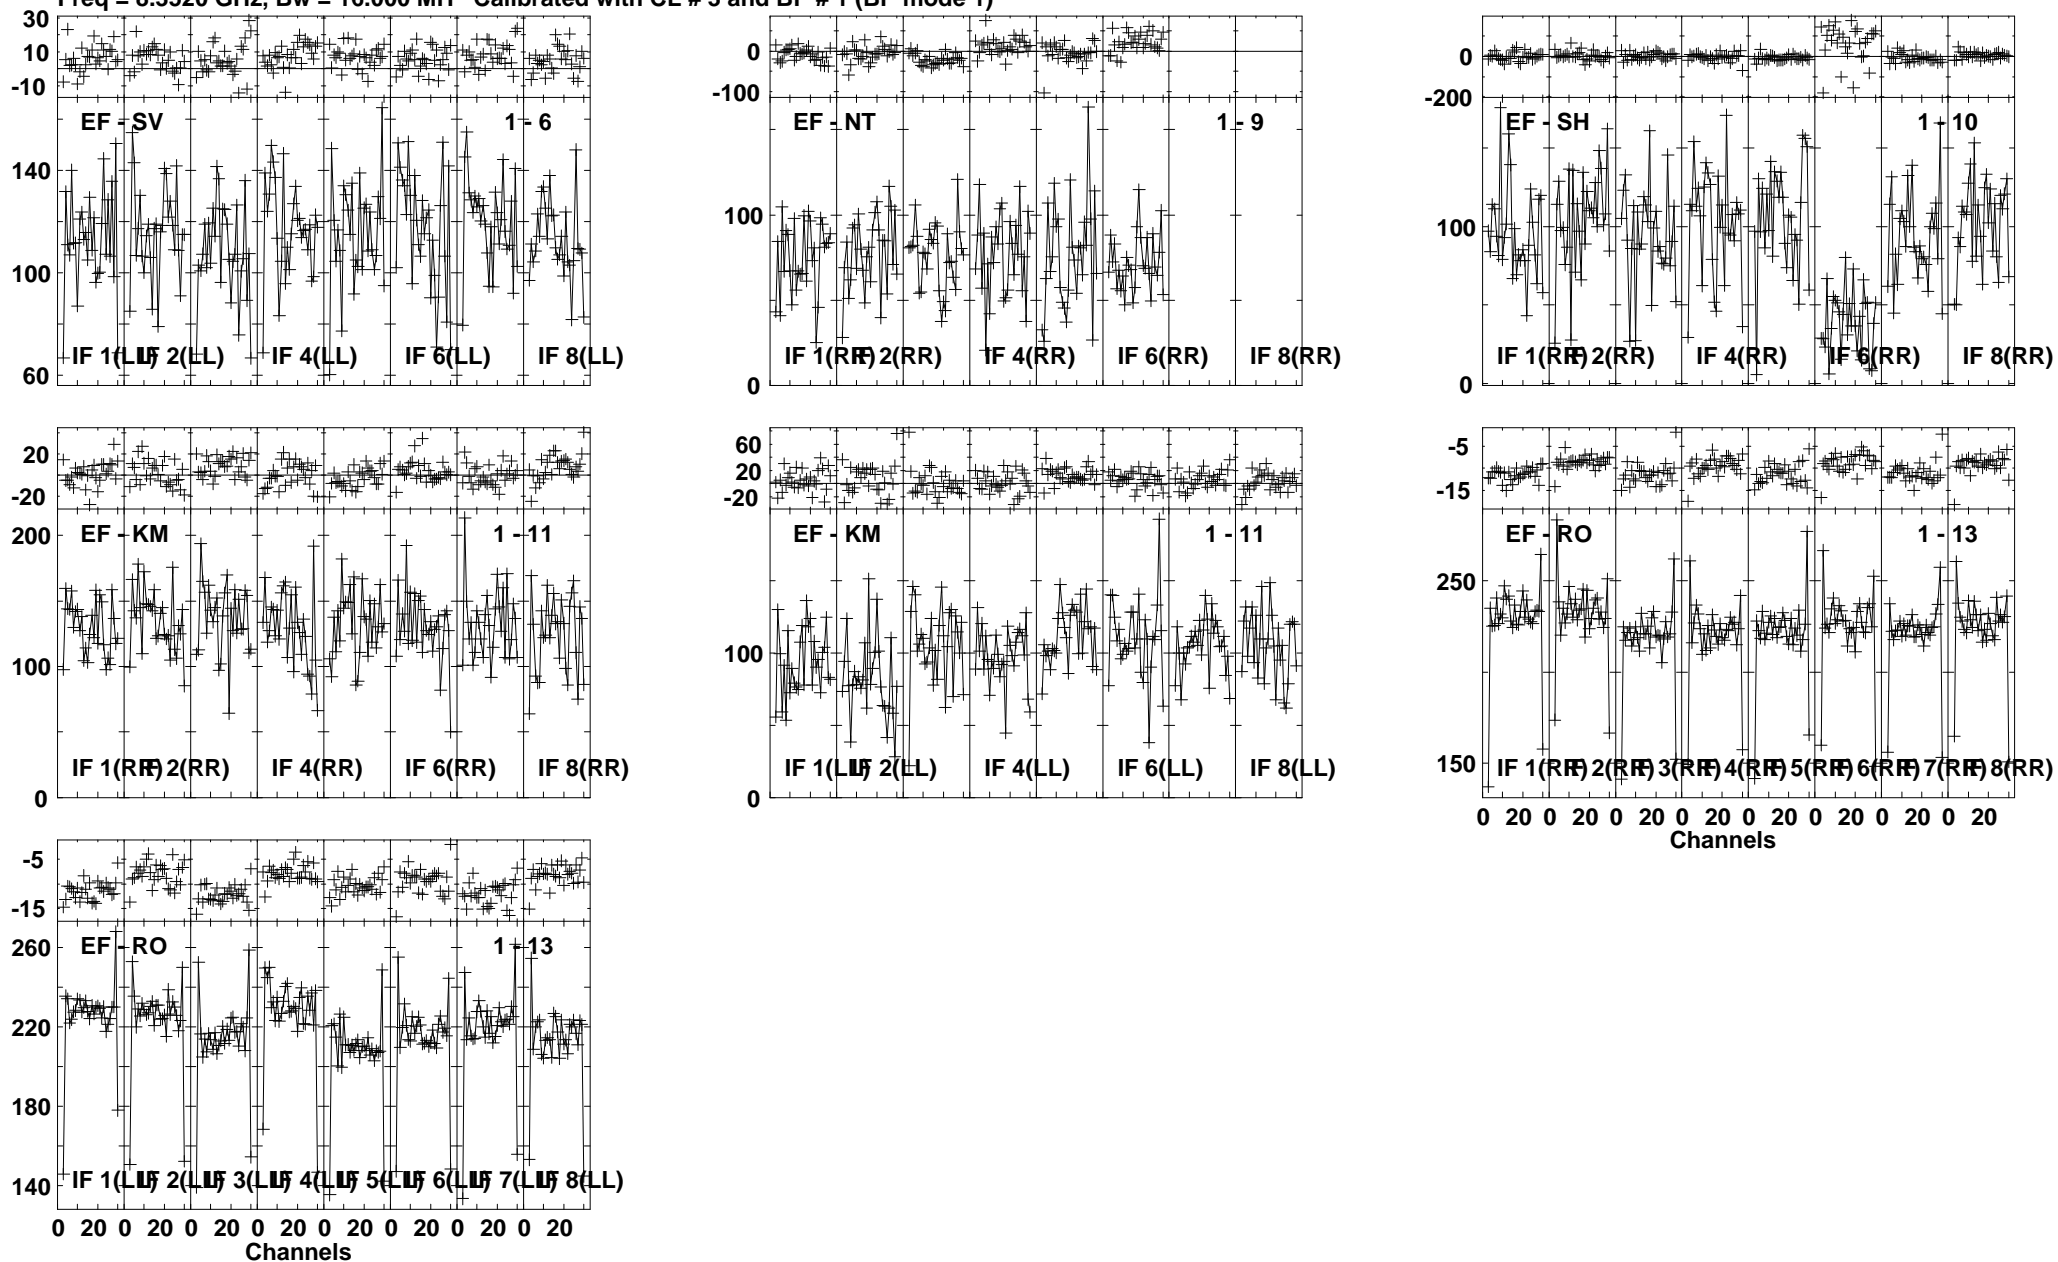 Calibrated with CL # 3 and BP # 1 (BP mode 1)
30
10
-10
EF - SV 1 - 6
140
100
60
IF 1(LL) IF 2(LL) IF 4(LL) IF 6(LL) IF 8(LL)
0
-100
EF - NT 1 - 9
100
0
IF 1(RR) IF 2(RR) IF 4(RR) IF 6(RR) IF 8(RR)
0
-200
EF - SH 1 - 10
100
0
IF 1(RR) IF 2(RR) IF 4(RR) IF 6(RR) IF 8(RR)
20
-20
EF - KM 1 - 11
200
100
0
IF 1(RR) IF 2(RR) IF 4(RR) IF 6(RR) IF 8(RR)
60
20
-20
EF - KM 1 - 11
100
0
IF 1(LL) IF 2(LL) IF 4(LL) IF 6(LL) IF 8(LL)
-5
-15
EF - RO 1 - 13
250
150
IF 1(RR) IF 2(RR) IF 3(RR) IF 4(RR) IF 5(RR) IF 6(RR) IF 7(RR) IF 8(RR)
0 20 0 20 0 20 0 20 0 20 0 20 0 20 0 20
Channels
-5
-15
EF - RO 1 - 13
260
220
180
140
IF 1(LL) IF 2(LL) IF 3(LL) IF 4(LL) IF 5(LL) IF 6(LL) IF 7(LL) IF 8(LL)
0 20 0 20 0 20 0 20 0 20 0 20 0 20 0 20
Channels